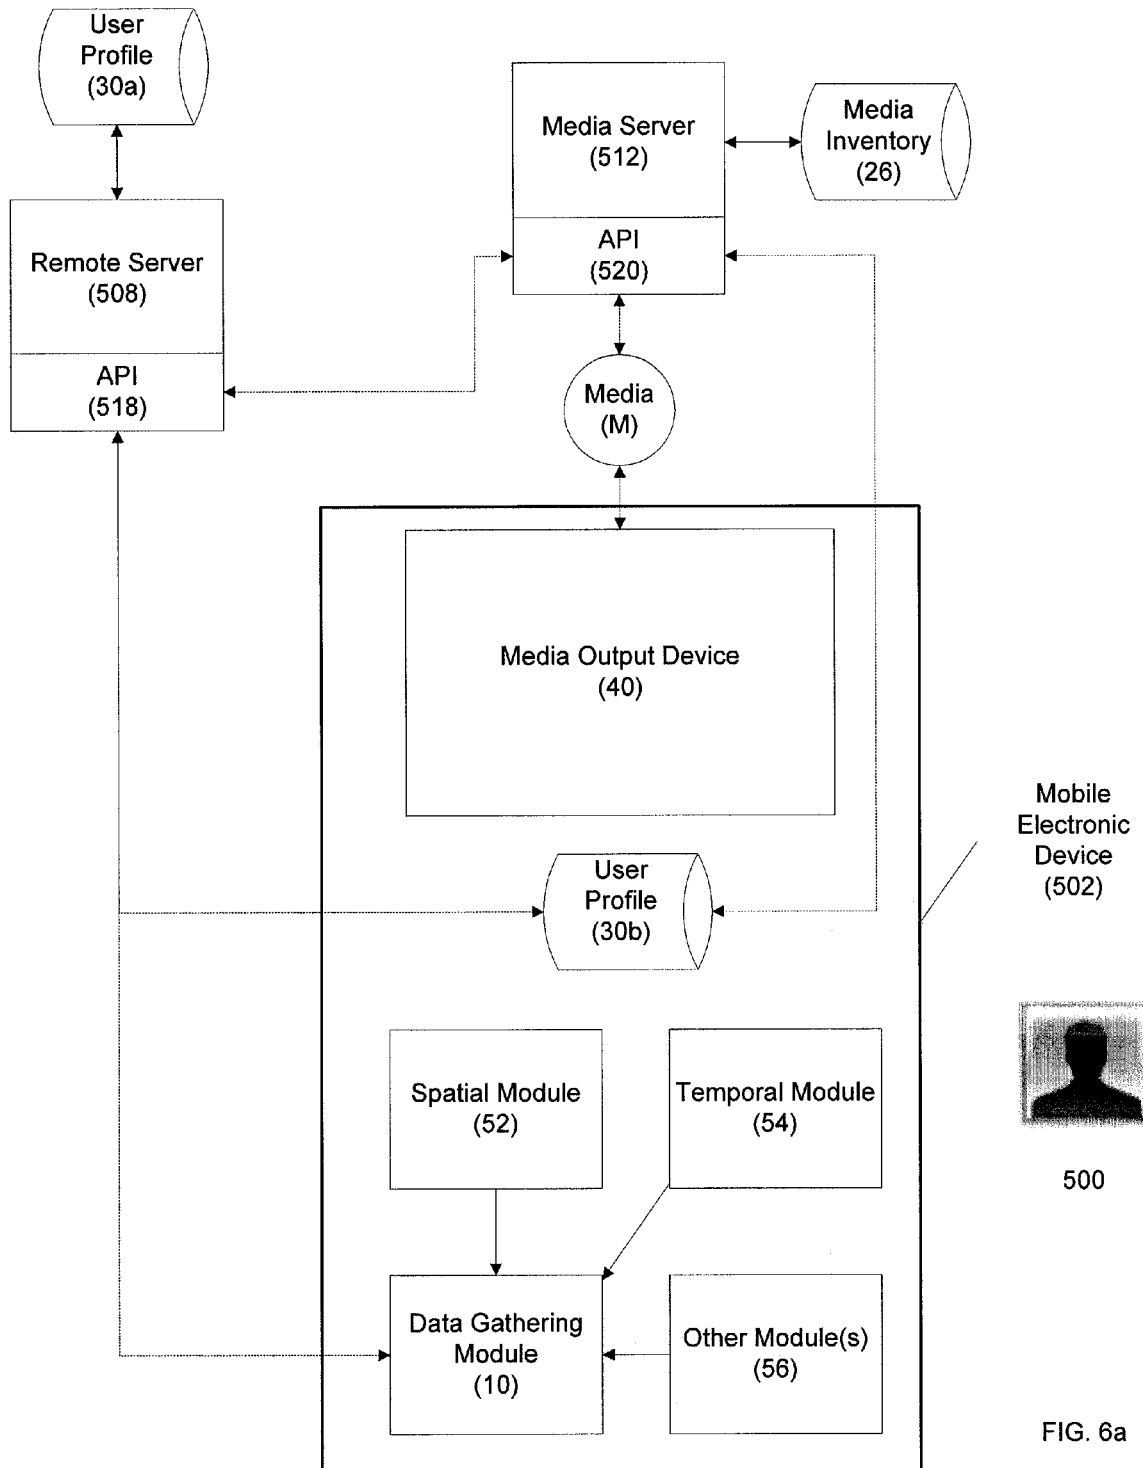 User
Profile
(30a)
Media Server
(512)
Media
Inventory
(26)
Remote Server
(508)
API
(520)
API
(518)
Media
(M)
Media Output Device
(40)
Mobile
Electronic
Device
(502)
User
Profile
(30b)
Spatial Module
(52)
Temporal Module
(54)
500
Data Gathering
Module
(10)
Other Module(s)
(56)
FIG. 6a